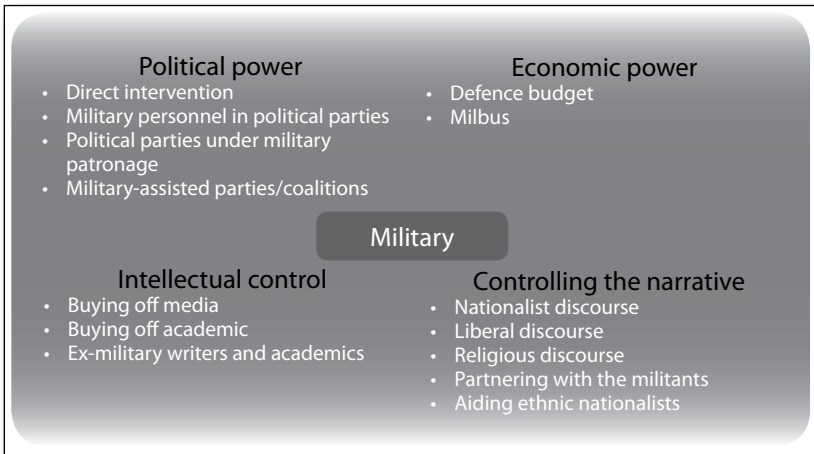 Political power
• Direct intervention
• Military personnel in political parties
• Political parties under military
patronage
• Military-assisted parties/coalitions
Economic power
• Defence budget
• Milbus
Military
Intellectual control
• Buying off media
• Buying off academic
• Ex-military writers and academics
Controlling the narrative
• Nationalist discourse
• Liberal discourse
• Religious discourse
• Partnering with the militants
• Aiding ethnic nationalists